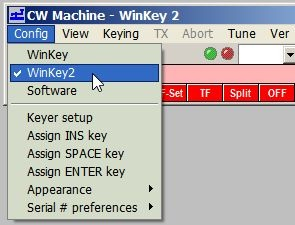 CW Machine - WinKey 2
Config View Keying TX Abort Tune Ver
WinKey
WinKey2
Software
F-Set TF Split OFF
Keyer setup
Assign INS key
Assign SPACE key
Assign ENTER key
Appearance
Serial # preferences